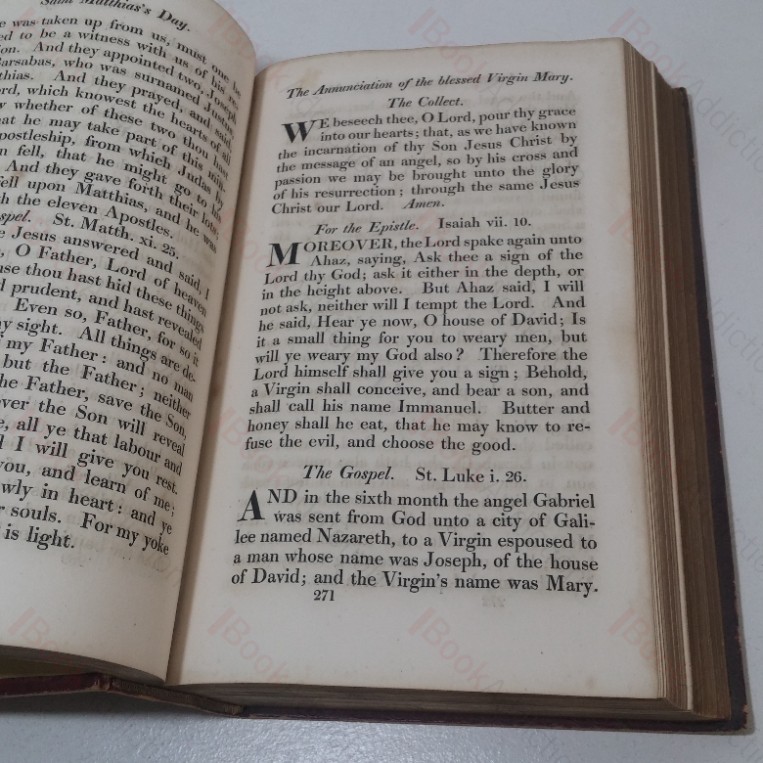 Saint Matthias's Day.
e was taken up from us, must one be
ed to be a witness with us of his re-
on. And they appointed two, Joseph
Barsabas, who was surnamed Justus,
thias. And they prayed, and said,
ord, which knowest the hearts of all
w whether of these two thou hast
at he may take part of this mini-
postleship, from which Judas by
n fell, that he might go to his
And they gave forth their lots;
fell upon Matthias, and he was
h the eleven Apostles.
spel. St. Matth. xi. 25.
e Jesus answered and said, I
, O Father, Lord of heaven
use thou hast hid these things
d prudent, and hast revealed
Even so, Father, for so it
y sight. All things are de-
my Father: and no man
but the Father; neither
he Father, save the Son,
ver the Son will reveal
e, all ye that labour and
d I will give you rest.
you, and learn of me;
wly in heart: and ye
r souls. For my yoke
is light.
The Annunciation of the blessed Virgin Mary.
The Collect.
WE beseech thee, O Lord, pour thy grace
into our hearts; that, as we have known
the incarnation of thy Son Jesus Christ by
the message of an angel, so by his cross and
passion we may be brought unto the glory
of his resurrection; through the same Jesus
Christ our Lord. Amen.
For the Epistle. Isaiah vii. 10.
MOREOVER, the Lord spake again unto
Ahaz, saying, Ask thee a sign of the
Lord thy God; ask it either in the depth, or
in the height above. But Ahaz said, I will
not ask, neither will I tempt the Lord. And
he said, Hear ye now, O house of David; Is
it a small thing for you to weary men, but
will ye weary my God also? Therefore the
Lord himself shall give you a sign; Behold,
a Virgin shall conceive, and bear a son, and
shall call his name Immanuel. Butter and
honey shall he eat, that he may know to re-
fuse the evil, and choose the good.
The Gospel. St. Luke i. 26.
AND in the sixth month the angel Gabriel
was sent from God unto a city of Gali-
lee named Nazareth, to a Virgin espoused to
a man whose name was Joseph, of the house
of David; and the Virgin's name was Mary.
271